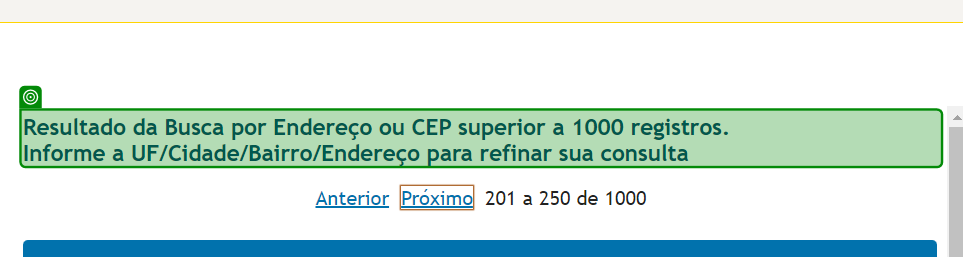 Resultado da Busca por Endereço ou CEP superior a 1000 registros.
Informe a UF/Cidade/Bairro/Endereço para refinar sua consulta
Anterior Próximo 201 a 250 de 1000